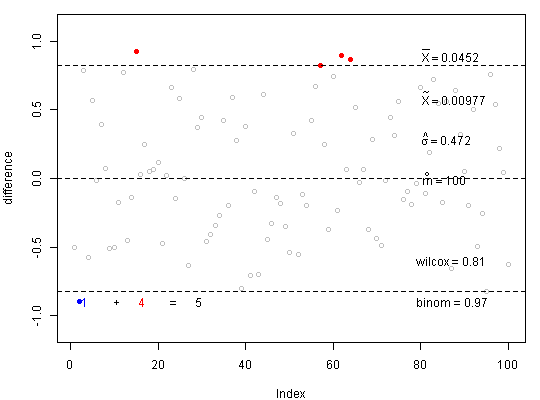 1.0
X = 0.0452
X = 0.00977
0.5
σ = 0.472
0.0
m = 100
-0.5
wilcox = 0.81
1 + 4 = 5
binom = 0.97
-1.0
difference
0 20 40 60 80 100
Index